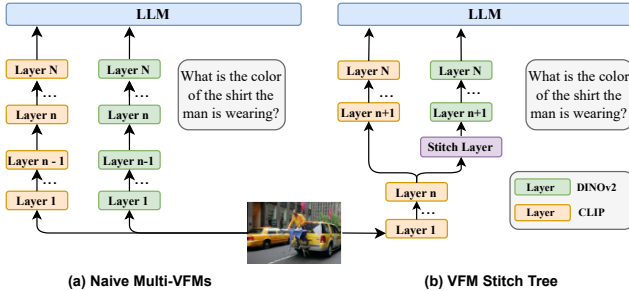 LLM
Layer N
...
Layer n
Layer n - 1
...
Layer 1
Layer N
...
Layer n
Layer n-1
...
Layer 1
What is the color
of the shirt the
man is wearing?
(a) Naive Multi-VFMs
LLM
Layer N
...
Layer n+1
Layer N
...
Layer n+1
Stitch Layer
Layer n
...
Layer 1
What is the color
of the shirt the
man is wearing?
Layer DINOv2
Layer CLIP
(b) VFM Stitch Tree